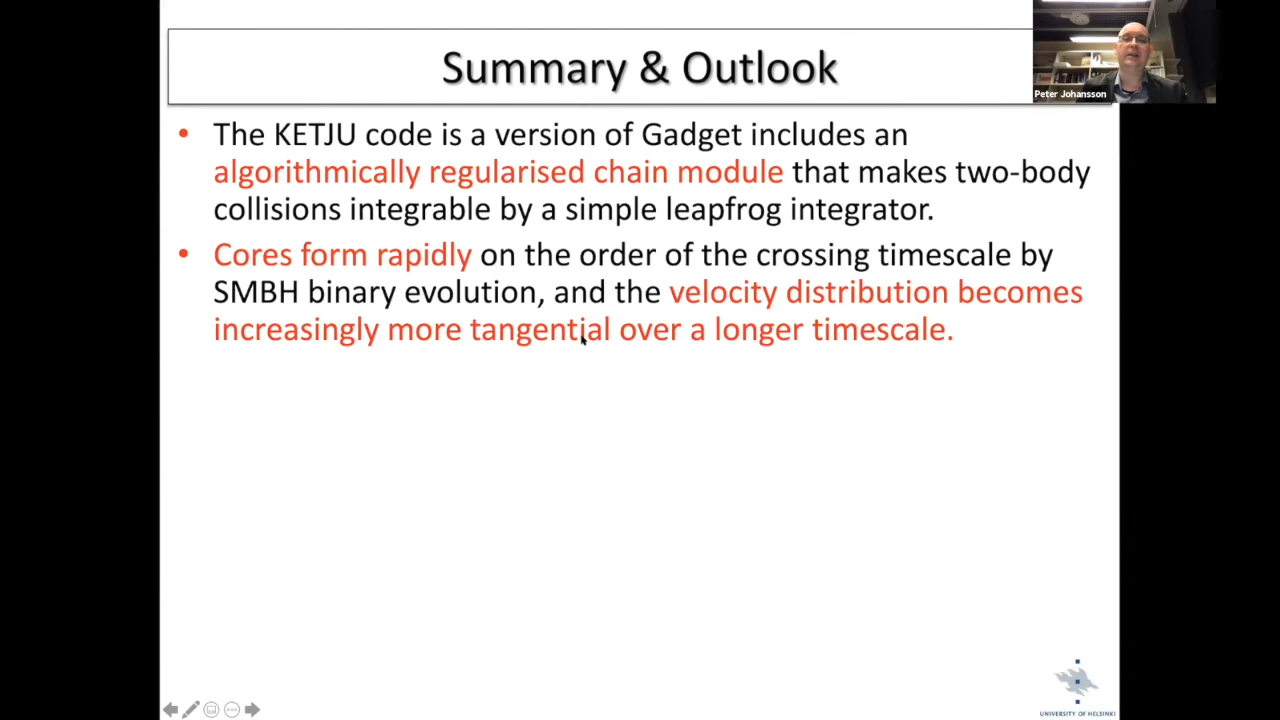 Summary & Outlook
Peter Johansson
• The KETJU code is a version of Gadget includes an
algorithmically regularised chain module that makes two-body
collisions integrable by a simple leapfrog integrator.
• Cores form rapidly on the order of the crossing timescale by
SMBH binary evolution, and the velocity distribution becomes
increasingly more tangential over a longer timescale.
UNIVERSITY OF HELSINKI